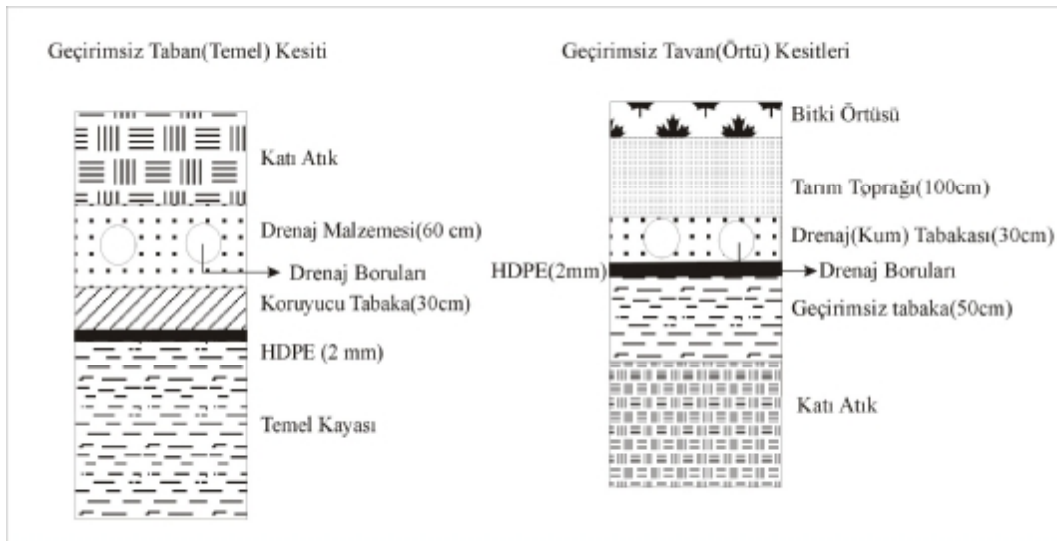 Geçirimsiz Taban(Temel) Kesiti
Katı Atık
Drenaj Malzemesi(60 cm)
Drenaj Boruları
Koruyucu Tabaka(30cm)
HDPE (2 mm)
Temel Kayası
Geçirimsiz Tavan(Örtü) Kesitleri
Bitki Örtüsü
Tarım Toprağı(100cm)
Drenaj(Kum) Tabakası(30cm)
HDPE(2mm)
Drenaj Boruları
Geçirimsiz tabaka(50cm)
Katı Atık